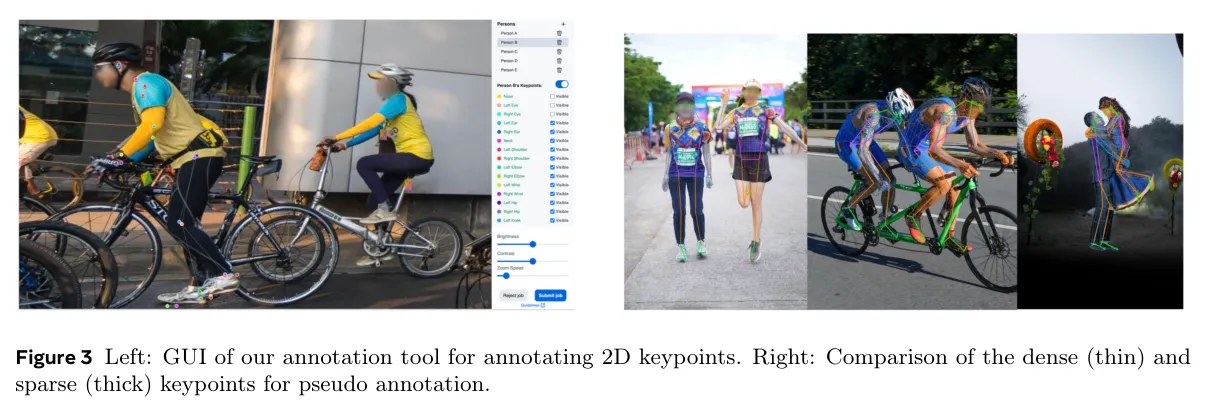 Persons +
Person A
Person B
Person C
Person D
Person E
Person B's Keypoints:
Nose Visible
Left Eye Visible
Right Eye Visible
Left Ear Visible
Right Ear Visible
Neck Visible
Left Shoulder Visible
Right Shoulder Visible
Left Elbow Visible
Right Elbow Visible
Left Wrist Visible
Right Wrist Visible
Left Hip Visible
Right Hip Visible
Left Knee Visible
Brightness
Contrast
Zoom Speed
Reject job Submit job
Guidelines
Figure 3 Left: GUI of our annotation tool for annotating 2D keypoints. Right: Comparison of the dense (thin) and
sparse (thick) keypoints for pseudo annotation.